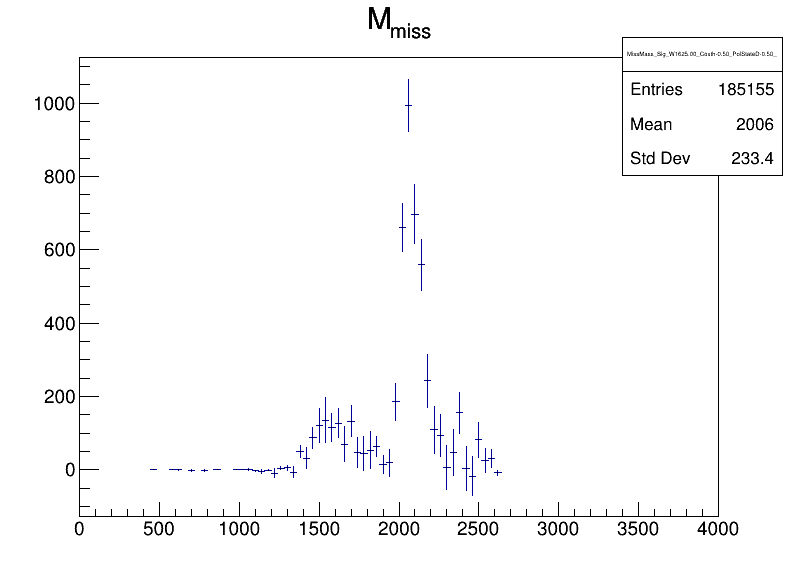 M_miss
MissMass_Sig_W1625.00_Costh-0.50_PolStateD-0.50_
Entries 185155
Mean 2006
Std Dev 233.4
1000
800
600
400
200
0
0 500 1000 1500 2000 2500 3000 3500 4000